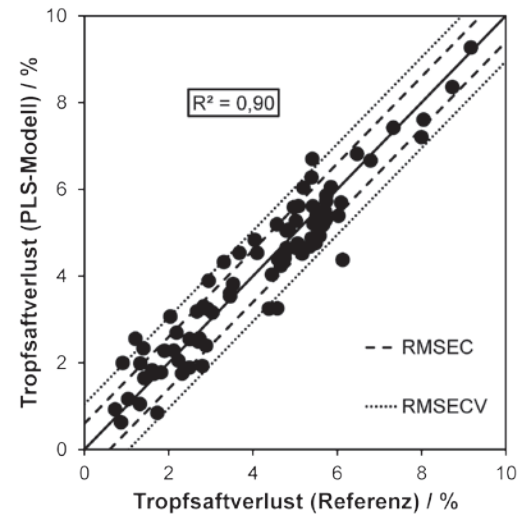 10
8
6
4
2
0
Tropfsaftverlust (PLS-Modell) / %
R² = 0,90
RMSEC
RMSECV
0 2 4 6 8 10
Tropfsaftverlust (Referenz) / %